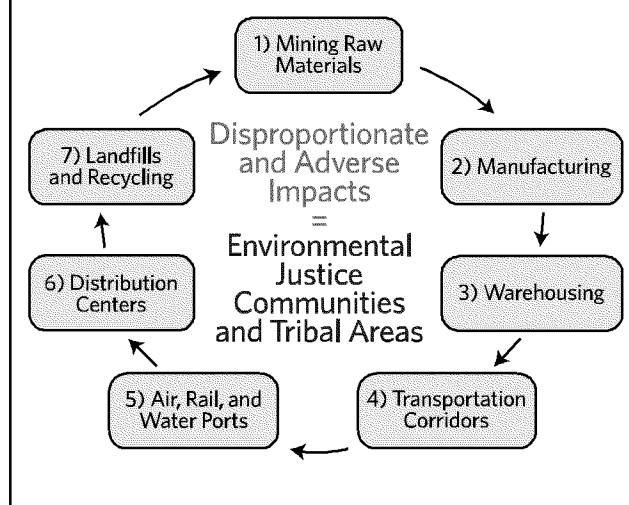 1) Mining Raw
Materials
2) Manufacturing
3) Warehousing
4) Transportation
Corridors
5) Air, Rail, and
Water Ports
6) Distribution
Centers
7) Landfills
and Recycling
Disproportionate
and Adverse
Impacts
=
Environmental
Justice
Communities
and Tribal Areas